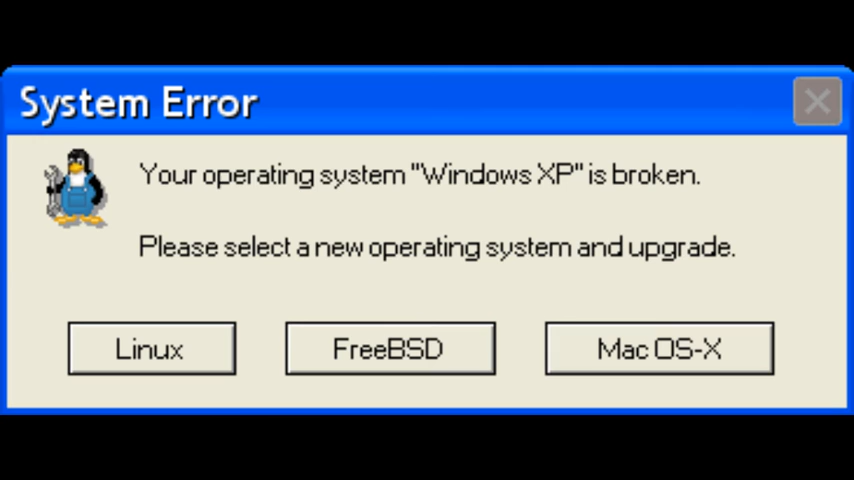 System Error
Your operating system "Windows XP" is broken.
Please select a new operating system and upgrade.
Linux
FreeBSD
Mac OS-X